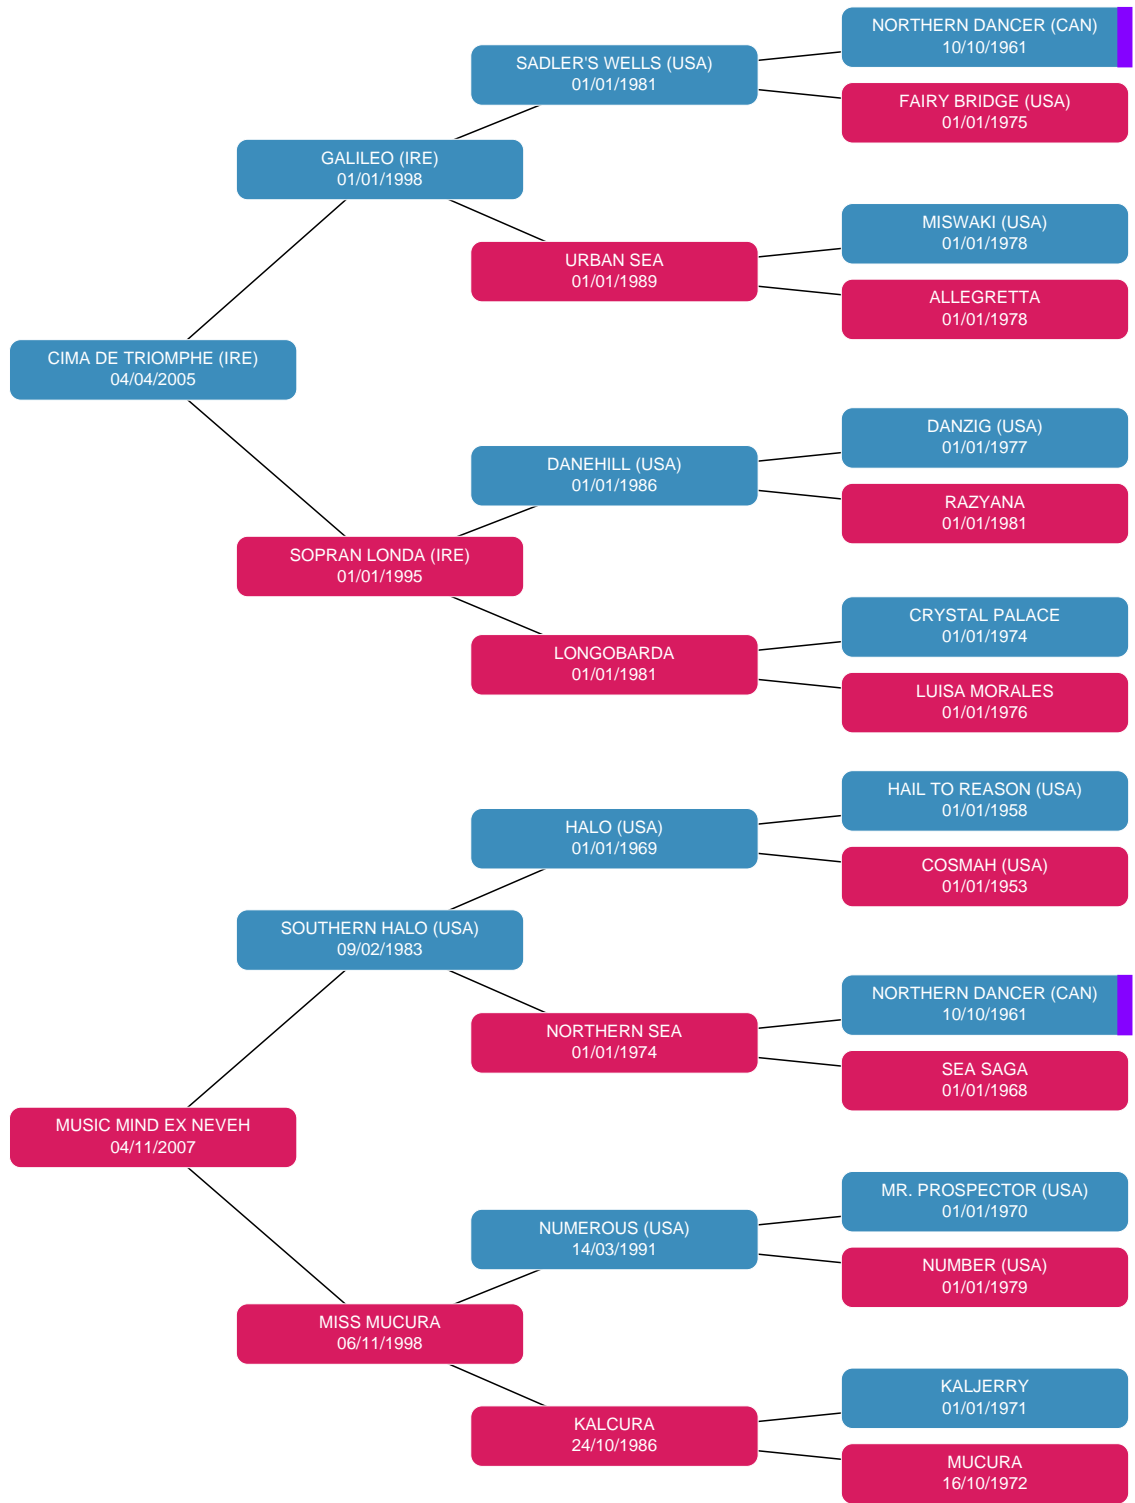 NORTHERN DANCER (CAN)
10/10/1961
SADLER'S WELLS (USA)
01/01/1981
FAIRY BRIDGE (USA)
01/01/1975
GALILEO (IRE)
01/01/1998
MISWAKI (USA)
01/01/1978
URBAN SEA
01/01/1989
ALLEGRETTA
01/01/1978
CIMA DE TRIOMPHE (IRE)
04/04/2005
DANZIG (USA)
01/01/1977
DANEHILL (USA)
01/01/1986
RAZYANA
01/01/1981
SOPRAN LONDA (IRE)
01/01/1995
CRYSTAL PALACE
01/01/1974
LONGOBARDA
01/01/1981
LUISA MORALES
01/01/1976
HAIL TO REASON (USA)
01/01/1958
HALO (USA)
01/01/1969
COSMAH (USA)
01/01/1953
SOUTHERN HALO (USA)
09/02/1983
NORTHERN DANCER (CAN)
10/10/1961
NORTHERN SEA
01/01/1974
SEA SAGA
01/01/1968
MUSIC MIND EX NEVEH
04/11/2007
MR. PROSPECTOR (USA)
01/01/1970
NUMEROUS (USA)
14/03/1991
NUMBER (USA)
01/01/1979
MISS MUCURA
06/11/1998
KALJERRY
01/01/1971
KALCURA
24/10/1986
MUCURA
16/10/1972